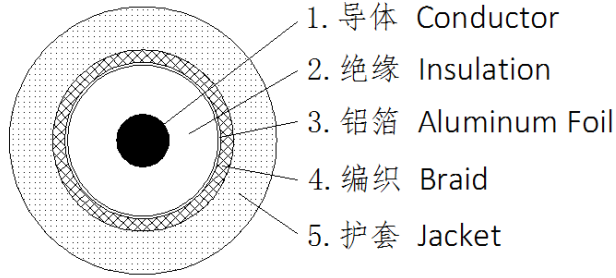 1.导体 Conductor
2.绝缘 Insulation
3.铝箔 Aluminum Foil
4.编织 Braid
5.护套 Jacket